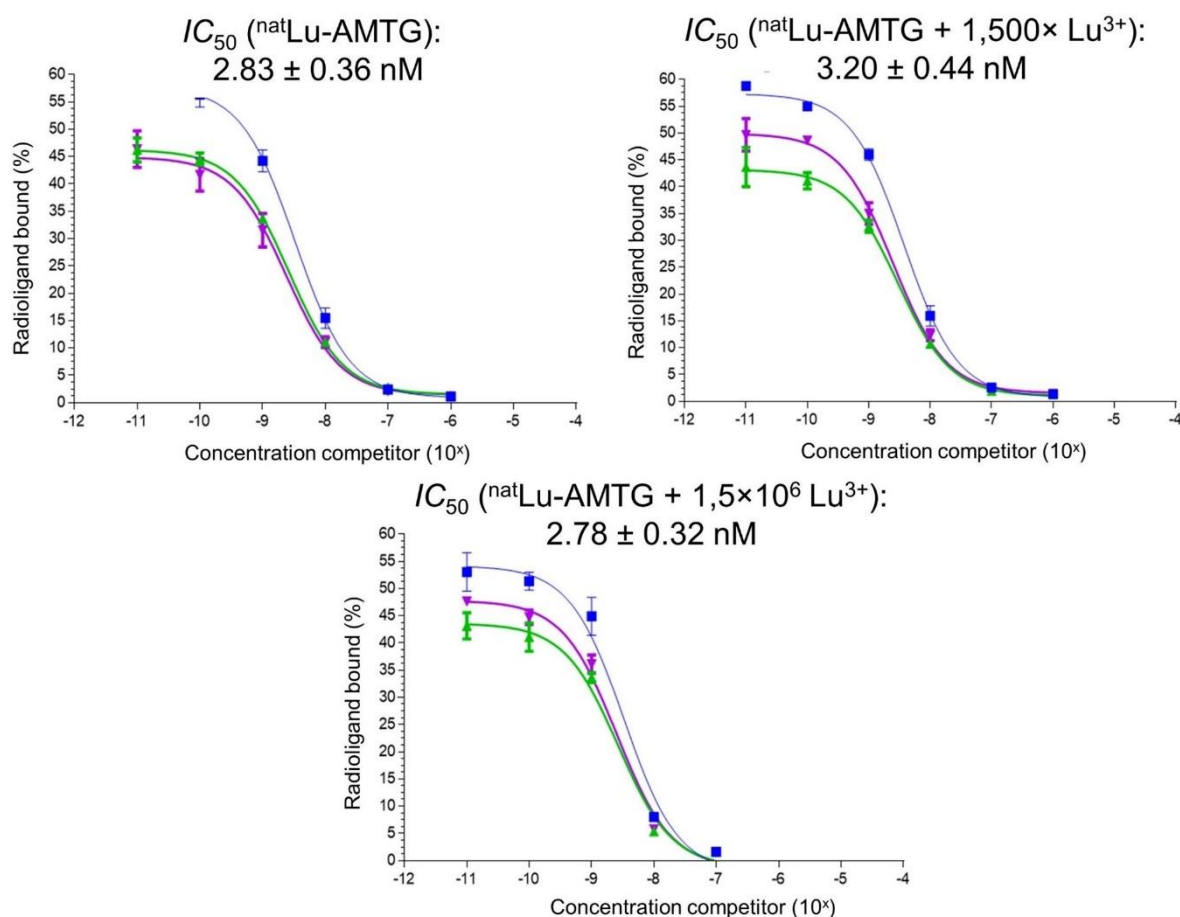 IC₅₀ (ⁿᵃᵗLu-AMTG):
2.83 ± 0.36 nM
60
55
50
45
40
35
30
25
20
15
10
5
0
Radioligand bound (%)
-12 -11 -10 -9 -8 -7 -6 -5 -4
Concentration competitor (10ˣ)
IC₅₀ (ⁿᵃᵗLu-AMTG + 1,500× Lu³⁺):
3.20 ± 0.44 nM
60
55
50
45
40
35
30
25
20
15
10
5
0
Radioligand bound (%)
-12 -11 -10 -9 -8 -7 -6 -5 -4
Concentration competitor (10ˣ)
IC₅₀ (ⁿᵃᵗLu-AMTG + 1,5×10⁶ Lu³⁺):
2.78 ± 0.32 nM
60
55
50
45
40
35
30
25
20
15
10
5
0
Radioligand bound (%)
-12 -11 -10 -9 -8 -7 -6 -5 -4
Concentration competitor (10ˣ)